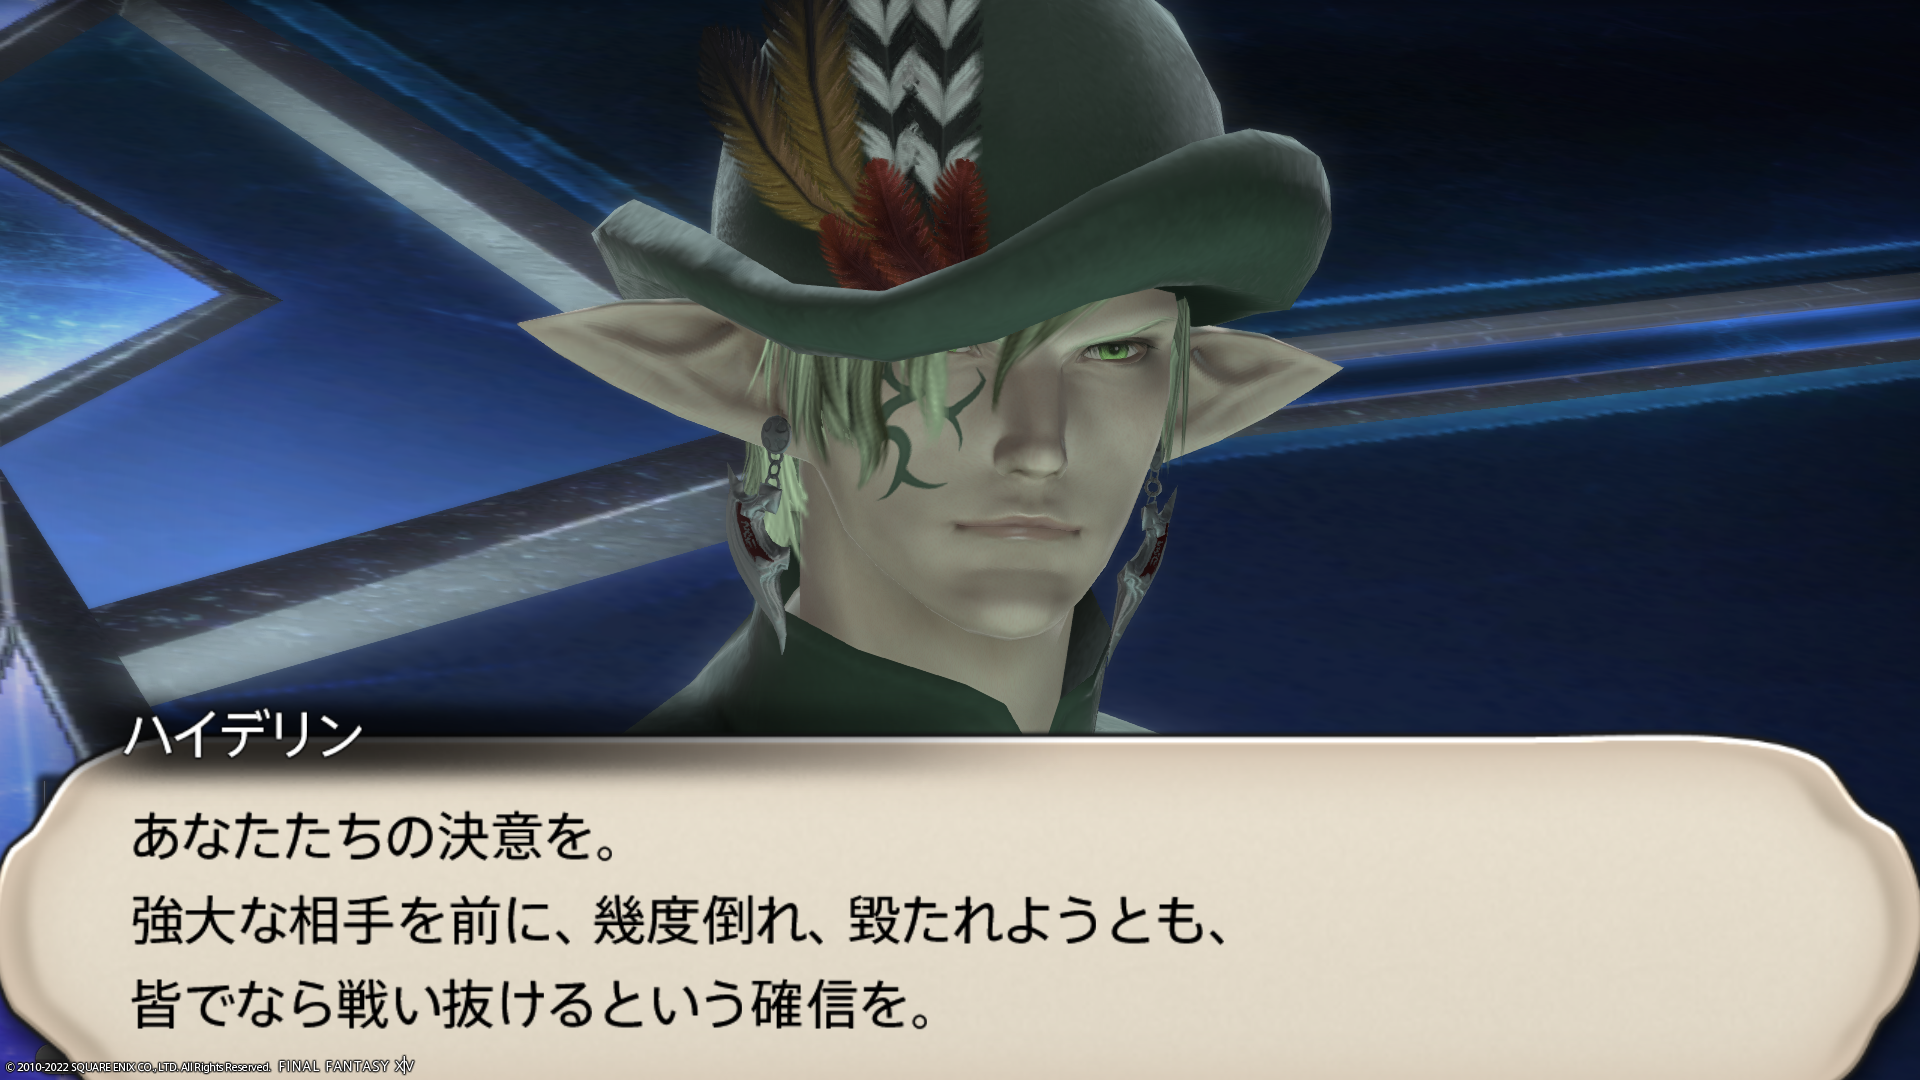 ハイデリン
あなたたちの決意を。
強大な相手を前に、幾度倒れ、毀たれようとも、
皆でなら戦い抜けるという確信を。
© 2010-2022 SQUARE ENIX CO., LTD. All Rights Reserved. FINAL FANTASY XIV